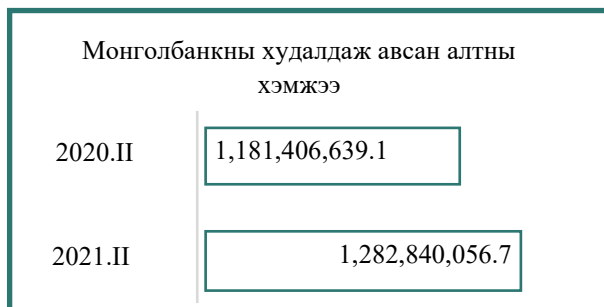 Монголбанкны худалдаж авсан алтны
хэмжээ
2020.II
1,181,406,639.1
2021.II
1,282,840,056.7